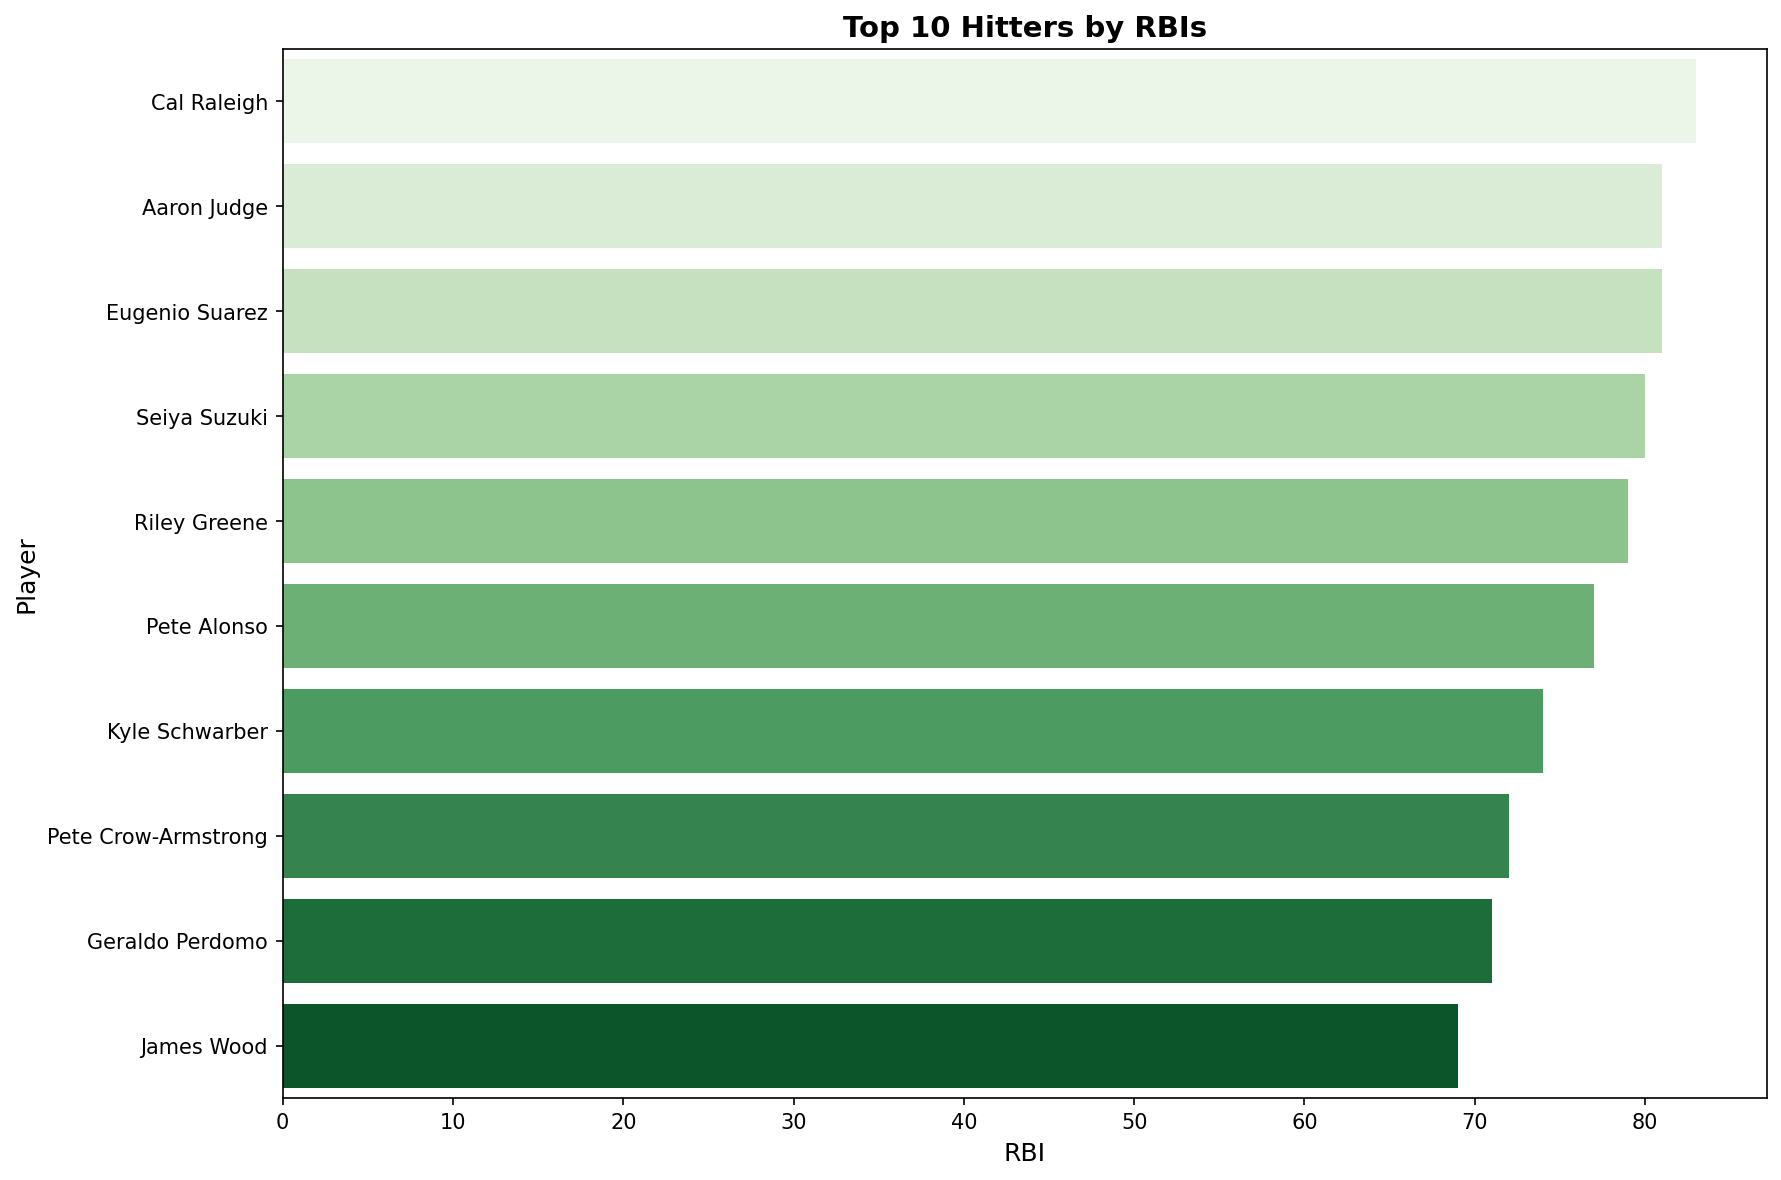 Top 10 Hitters by RBIs
Player
Cal Raleigh
Aaron Judge
Eugenio Suarez
Seiya Suzuki
Riley Greene
Pete Alonso
Kyle Schwarber
Pete Crow-Armstrong
Geraldo Perdomo
James Wood
0 10 20 30 40 50 60 70 80
RBI